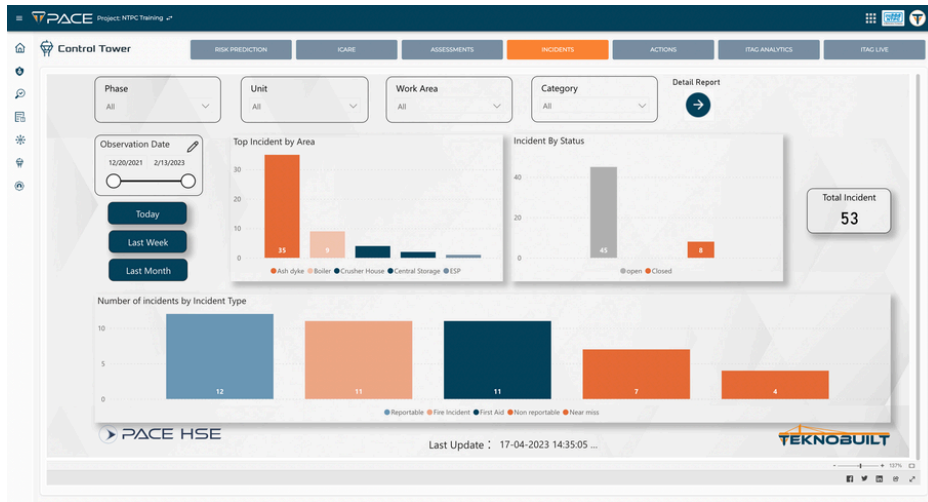 PACE Project: NTPC Training
Control Tower
RISK PREDICTION
ICARE
ASSESSMENTS
INCIDENTS
ACTIONS
ITAG ANALYTICS
ITAG LIVE
Phase
All
Unit
All
Work Area
All
Category
All
Detail Report
Observation Date
12/20/2021 2/13/2023
Today
Last Week
Last Month
Top Incident by Area
30
20
10
0
35
9
Ash dyke Boiler Crusher House Central Storage ESP
Incident By Status
40
20
0
45
8
open Closed
Total Incident
53
Number of incidents by Incident Type
10
5
0
12
11
11
7
4
Reportable Fire Incident First Aid Non reportable Near miss
PACE HSE
Last Update : 17-04-2023 14:35:05 ...
TEKNOBUILT
- + 137%